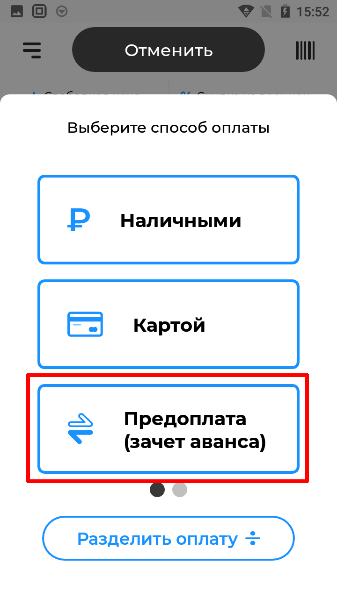 15:52
Отменить
Выберите способ оплаты
Наличными
Картой
Предоплата
(зачет аванса)
Разделить оплату